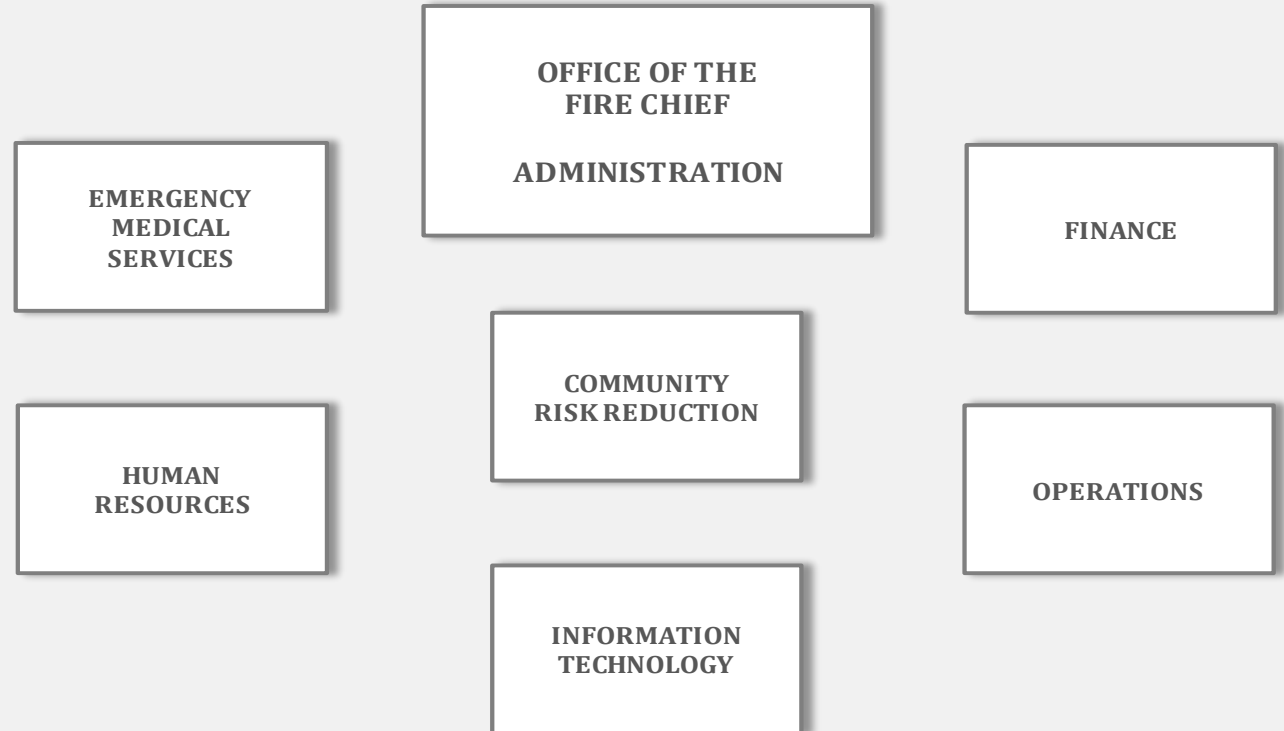 OFFICE OF THE
FIRE CHIEF
ADMINISTRATION
EMERGENCY
MEDICAL
SERVICES
FINANCE
COMMUNITY
RISK REDUCTION
HUMAN
RESOURCES
OPERATIONS
INFORMATION
TECHNOLOGY